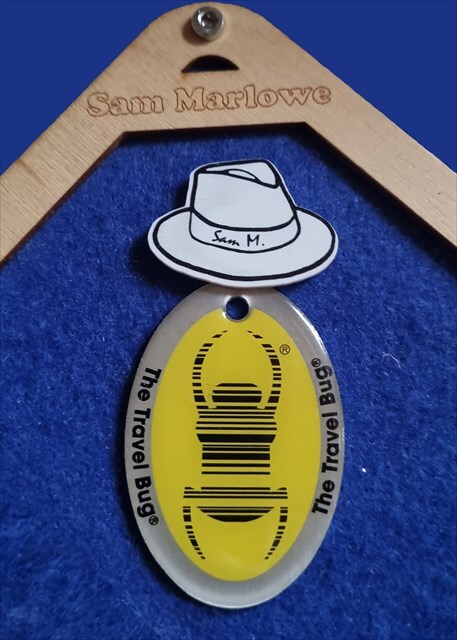 Sam Marlowe
Sam M.
®
The Travel Bug®
The Travel Bug®